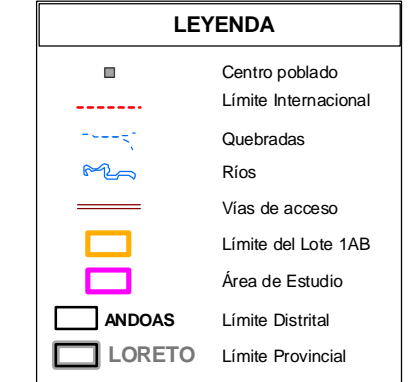 LEYENDA
Centro poblado
Límite Internacional
Quebradas
Ríos
Vías de acceso
Límite del Lote 1AB
Área de Estudio
ANDOAS Límite Distrital
LORETO Límite Provincial